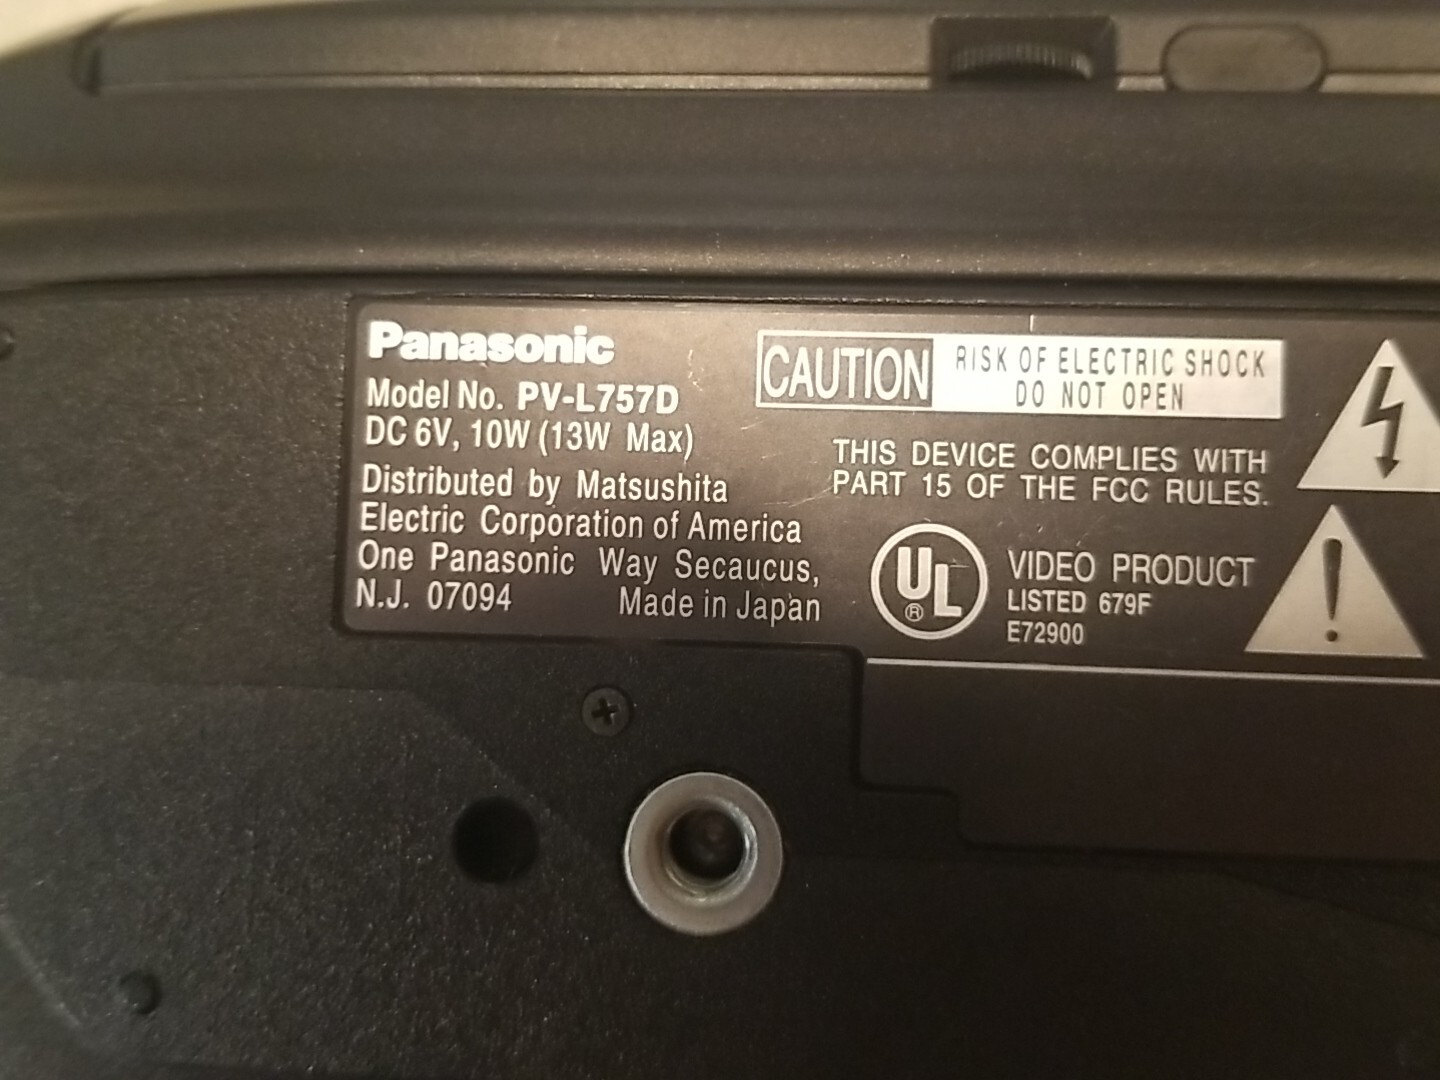 Panasonic
Model No. PV-L757D
DC 6V, 10W (13W Max)
Distributed by Matsushita
Electric Corporation of America
One Panasonic Way Secaucus,
N.J. 07094 Made in Japan
CAUTION
RISK OF ELECTRIC SHOCK
DO NOT OPEN
THIS DEVICE COMPLIES WITH
PART 15 OF THE FCC RULES.
UL ®
VIDEO PRODUCT
LISTED 679F
E72900